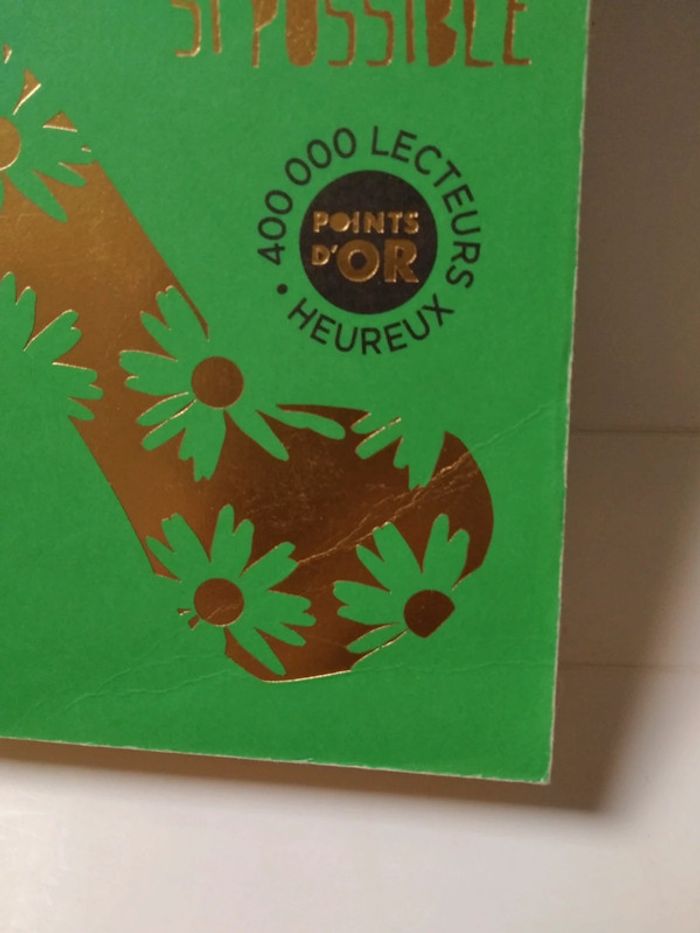 SI POSSIBLE
400 000 LECTEURS
POINTS
D'OR
• HEUREUX